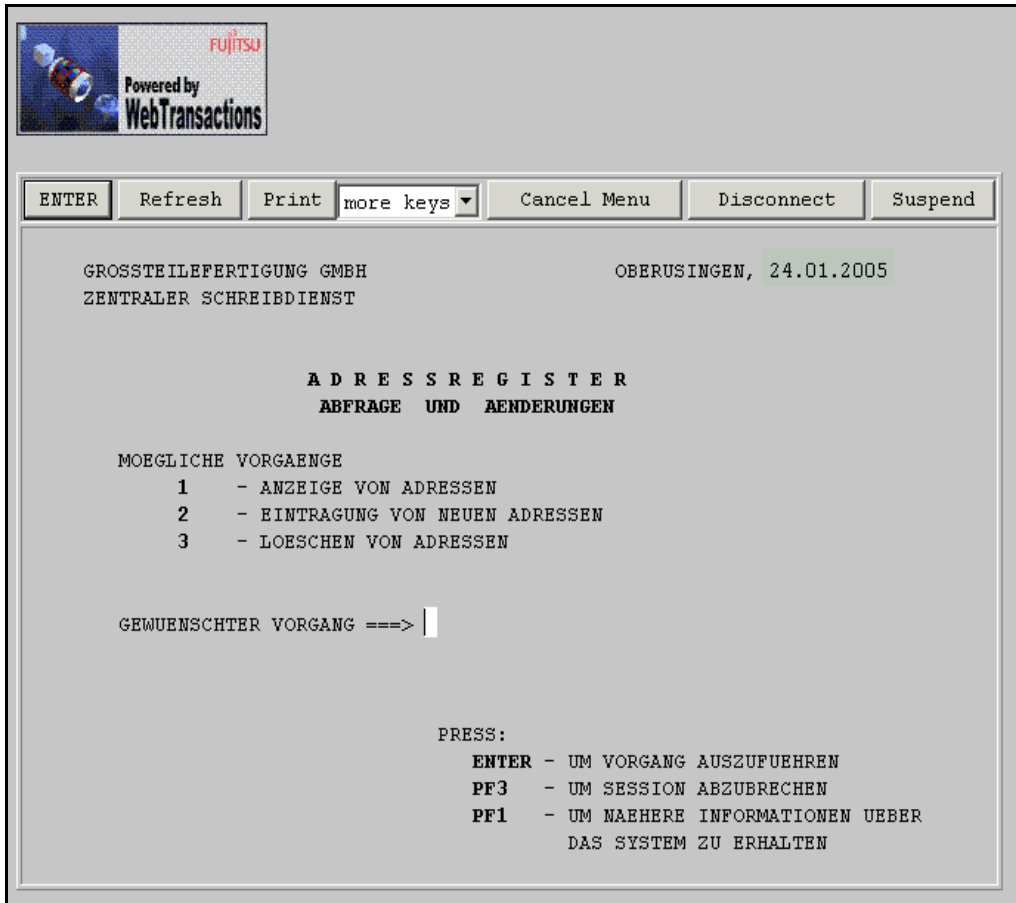 FUJITSU
Powered by
WebTransactions
ENTER Refresh Print more keys Cancel Menu Disconnect Suspend
GROSSTEILEFERTIGUNG GMBH OBERUSINGEN, 24.01.2005
ZENTRALER SCHREIBDIENST
A D R E S S R E G I S T E R
ABFRAGE UND AENDERUNGEN
MOEGLICHE VORGAENGE
1 - ANZEIGE VON ADRESSEN
2 - EINTRAGUNG VON NEUEN ADRESSEN
3 - LOESCHEN VON ADRESSEN
GEWUENSCHTER VORGANG ===>
PRESS:
ENTER - UM VORGANG AUSZUFUEHREN
PF3 - UM SESSION ABZUBRECHEN
PF1 - UM NAEHERE INFORMATIONEN UEBER
DAS SYSTEM ZU ERHALTEN